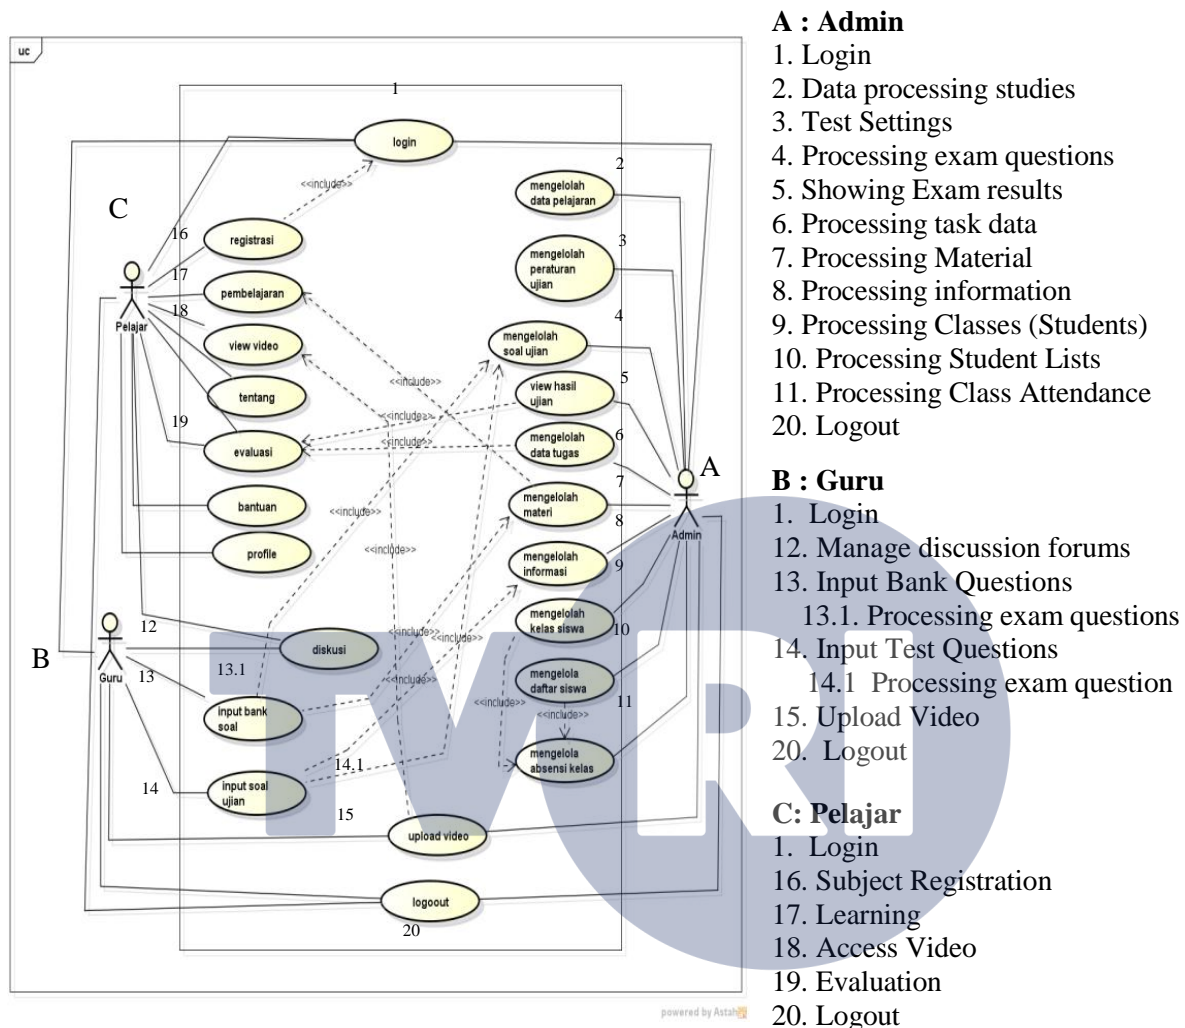 uc
1
login
<<include>>
2
mengelolah
data pelajaran
C
16
registrasi
3
mengelolah
peraturan
ujian
17
pembelajaran
Pelajar
18
view video
4
mengelolah
soal ujian
<<include>>
tentang
5
view hasil
ujian
19
<<include>>
evaluasi
<<include>>
6
mengelolah
data tugas
A
Admin
7
mengelolah
materi
bantuan
<<include>>
8
profile
<<include>>
mengelolah
informasi
9
mengelolah
kelas siswa
10
B
Guru
12
diskusi
<<include>>
<<include>>
13
13.1
<<include>>
mengelola
daftar siswa
11
input bank
soal
<<include>>
<<include>>
mengelola
absensi kelas
14.1
14
input soal
ujian
15
upload video
logoout
20
powered by Astah
A : Admin
1. Login
2. Data processing studies
3. Test Settings
4. Processing exam questions
5. Showing Exam results
6. Processing task data
7. Processing Material
8. Processing information
9. Processing Classes (Students)
10. Processing Student Lists
11. Processing Class Attendance
20. Logout
B : Guru
1. Login
12. Manage discussion forums
13. Input Bank Questions
13.1. Processing exam questions
14. Input Test Questions
14.1 Processing exam question
15. Upload Video
20. Logout
C: Pelajar
1. Login
16. Subject Registration
17. Learning
18. Access Video
19. Evaluation
20. Logout
TVRI